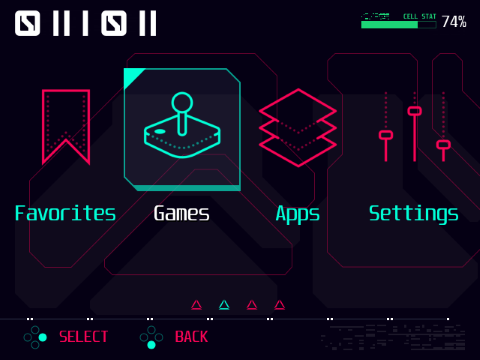 CELL STAT
74%
Favorites
Games
Apps
Settings
SELECT
BACK